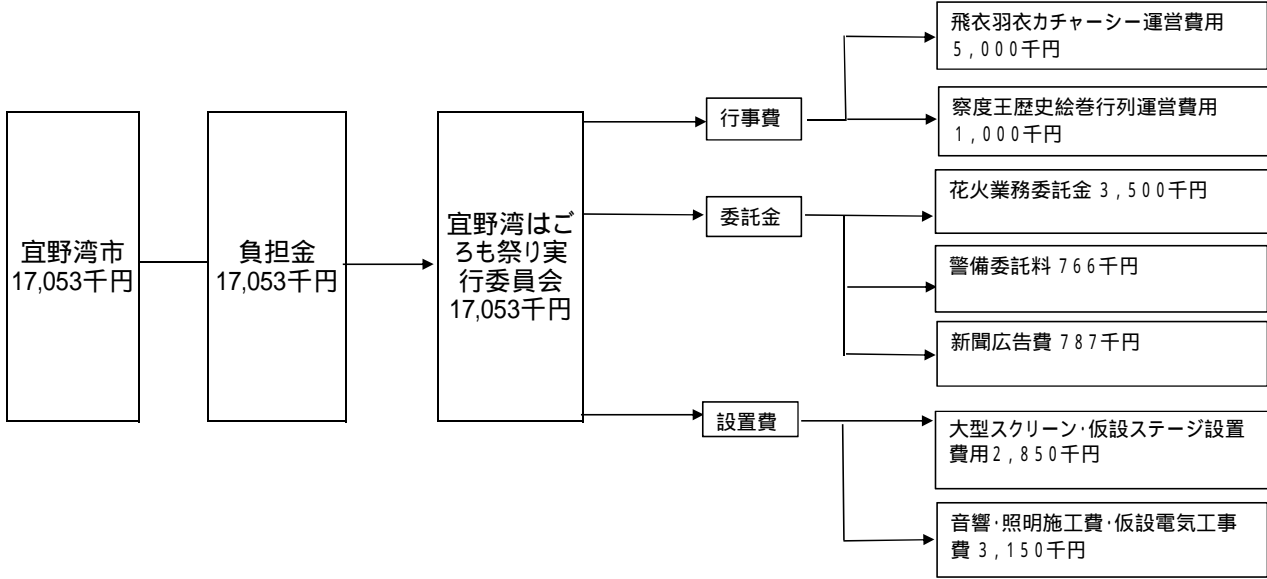 宜野湾市
17,053千円
負担金
17,053千円
宜野湾はご
ろも祭り実
行委員会
17,053千円
行事費
飛衣羽衣カチャーシー運営費用
5,000千円
察度王歴史絵巻行列運営費用
1,000千円
委託金
花火業務委託金 3,500千円
警備委託料 766千円
新聞広告費 787千円
設置費
大型スクリーン・仮設ステージ設置
費用2,850千円
音響・照明施工費・仮設電気工事
費 3,150千円